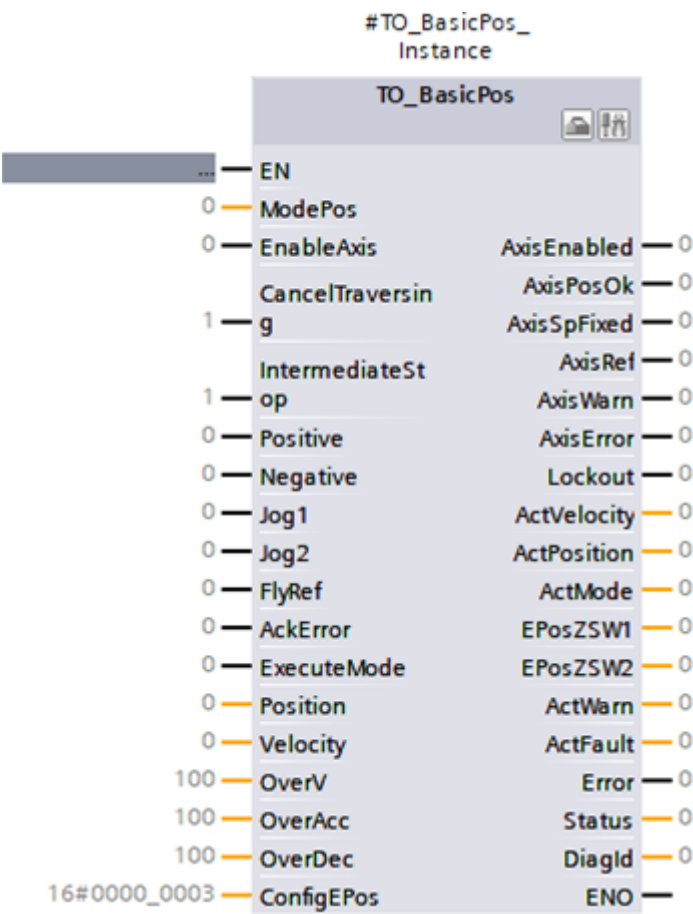 #TO_BasicPos_
Instance
TO_BasicPos
... EN
0 ModePos
0 EnableAxis AxisEnabled 0
AxisPosOk 0
CancelTraversin
1 g AxisSpFixed 0
AxisRef 0
IntermediateSt
1 op AxisWarn 0
0 Positive AxisError 0
0 Negative Lockout 0
0 Jog1 ActVelocity 0
0 Jog2 ActPosition 0
0 FlyRef ActMode 0
0 AckError EPosZSW1 0
0 ExecuteMode EPosZSW2 0
0 Position ActWarn 0
0 Velocity ActFault 0
100 OverV Error 0
100 OverAcc Status 0
100 OverDec DiagId 0
16#0000_0003 ConfigEPos ENO